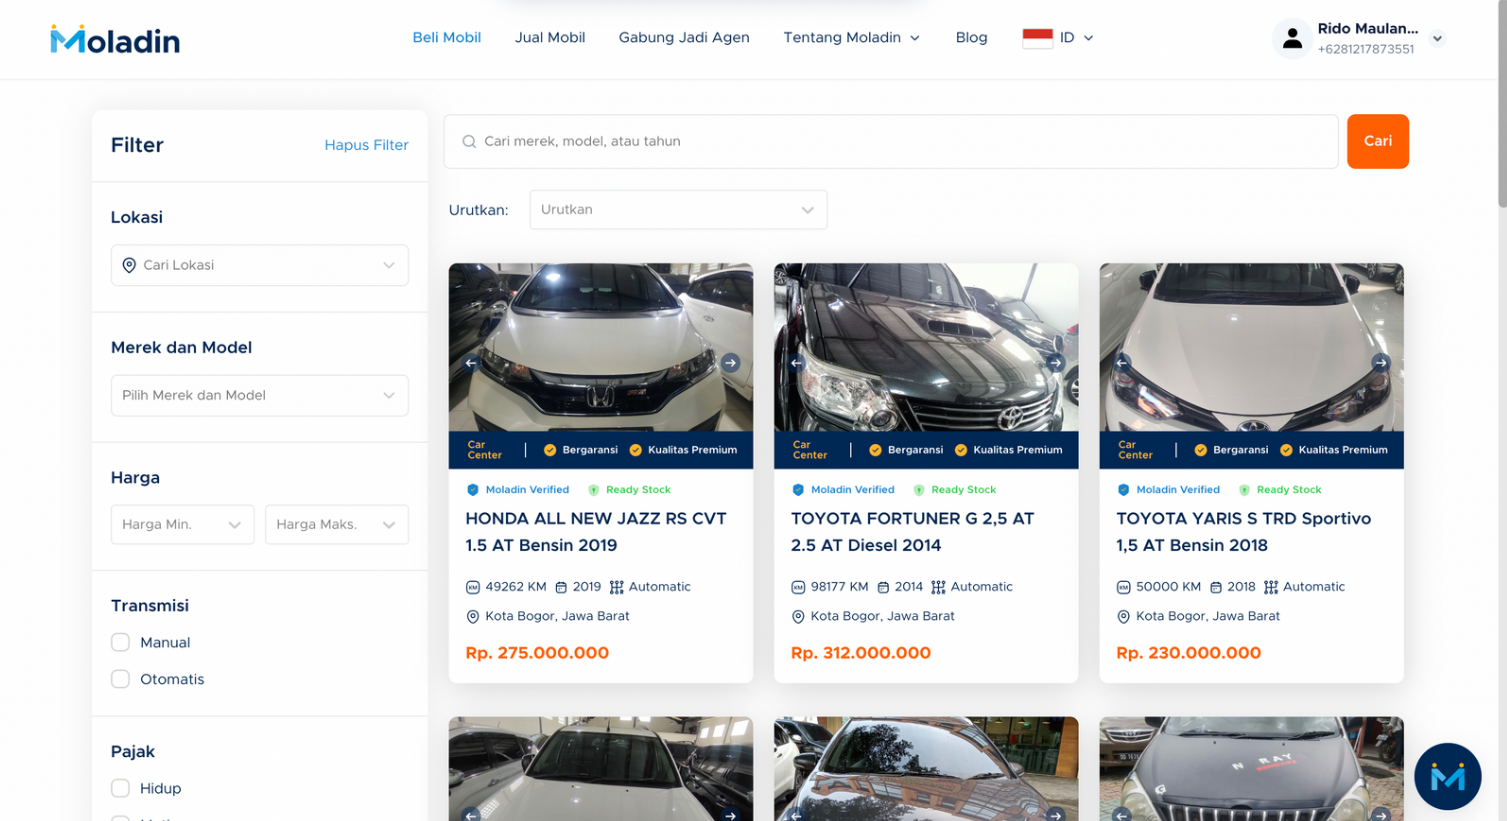 Moladin
Beli Mobil
Jual Mobil
Gabung Jadi Agen
Tentang Moladin
Blog
ID
Rido Maulan...
+6281217873551
Filter
Hapus Filter
Lokasi
Cari Lokasi
Merek dan Model
Pilih Merek dan Model
Harga
Harga Min.
Harga Maks.
Transmisi
Manual
Otomatis
Pajak
Hidup
Cari merek, model, atau tahun
Cari
Urutkan:
Urutkan
Car
Center
Bergaransi
Kualitas Premium
Moladin Verified
Ready Stock
HONDA ALL NEW JAZZ RS CVT
1.5 AT Bensin 2019
KM 49262 KM 2019 Automatic
Kota Bogor, Jawa Barat
Rp. 275.000.000
Car
Center
Bergaransi
Kualitas Premium
Moladin Verified
Ready Stock
TOYOTA FORTUNER G 2,5 AT
2.5 AT Diesel 2014
KM 98177 KM 2014 Automatic
Kota Bogor, Jawa Barat
Rp. 312.000.000
Car
Center
Bergaransi
Kualitas Premium
Moladin Verified
Ready Stock
TOYOTA YARIS S TRD Sportivo
1,5 AT Bensin 2018
KM 50000 KM 2018 Automatic
Kota Bogor, Jawa Barat
Rp. 230.000.000